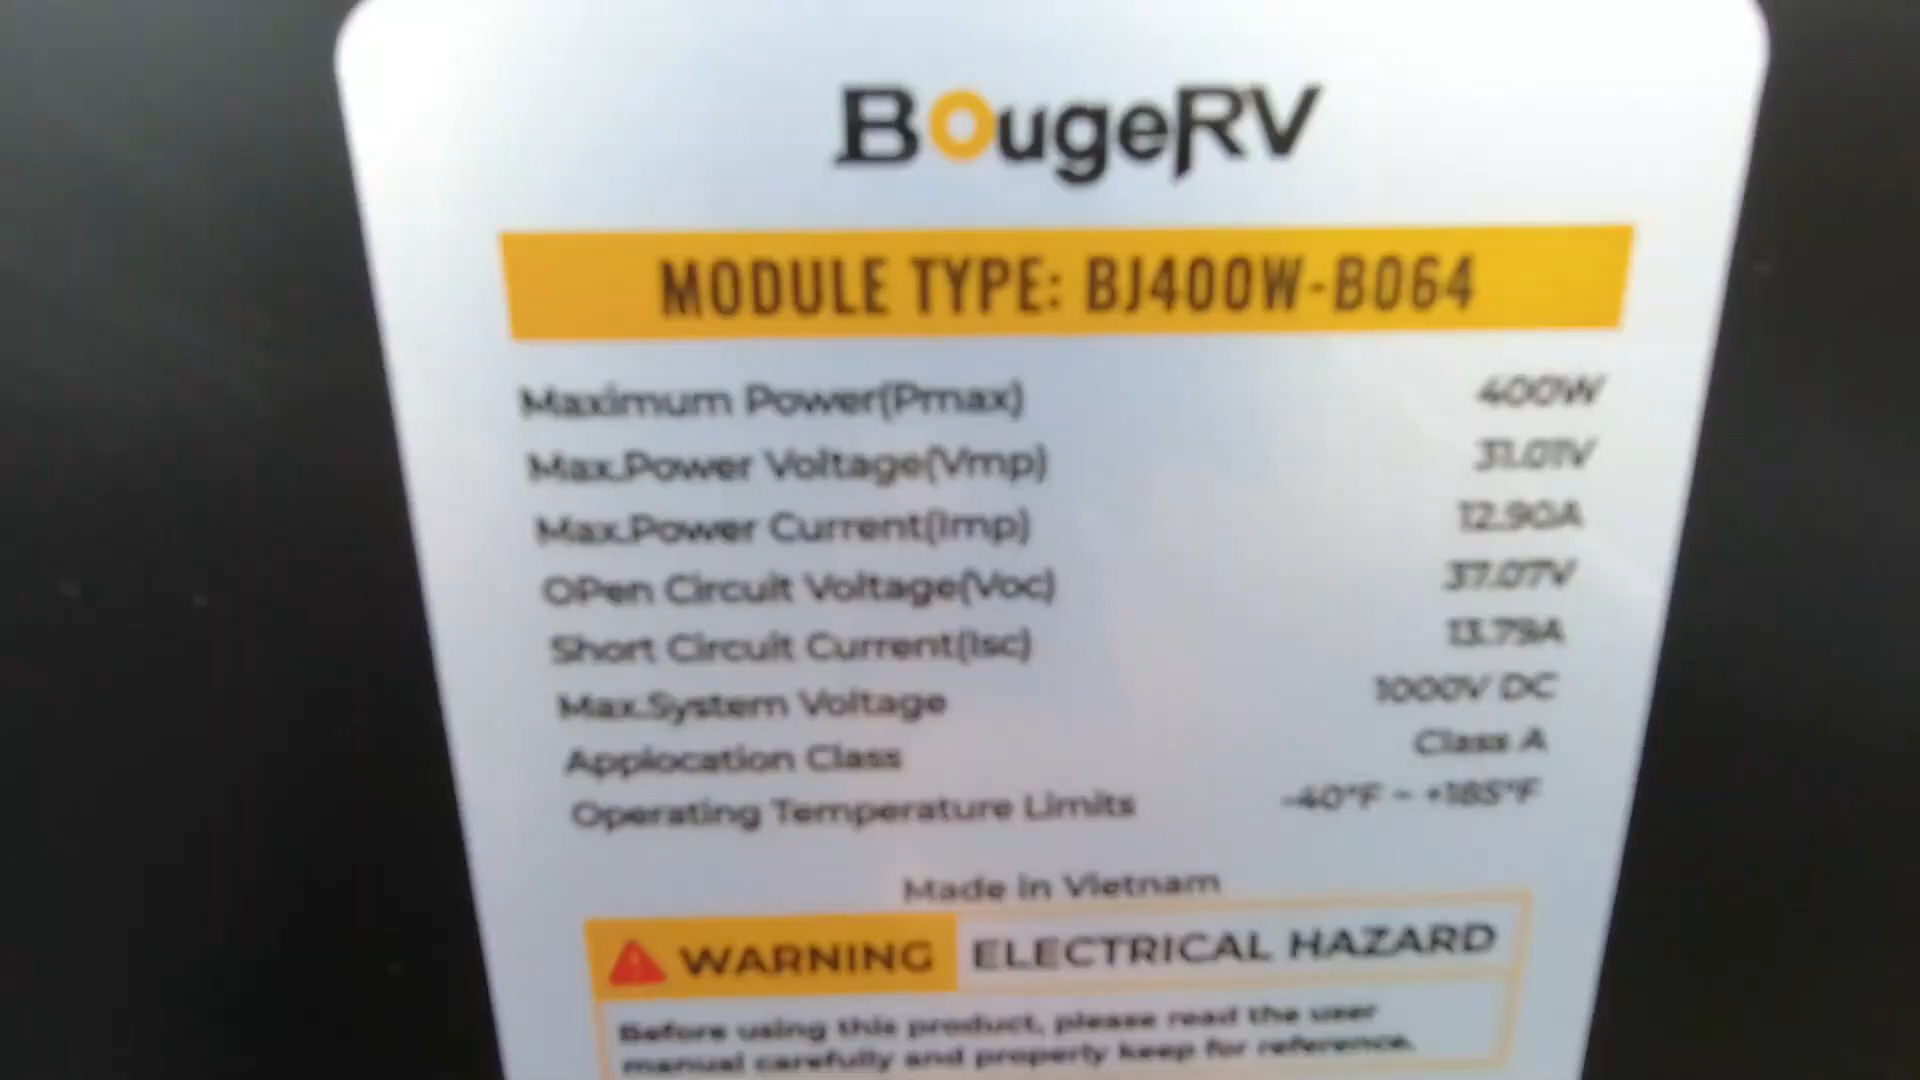 BougeRV
MODULE TYPE: BJ400W-B064
Maximum Power(Pmax) 400W
Max.Power Voltage(Vmp) 31.01V
Max.Power Current(Imp) 12.90A
OPen Circuit Voltage(Voc) 37.07V
Short Circuit Current(Isc) 13.79A
Max.System Voltage 1000V DC
Applocation Class Class A
Operating Temperature Limits -40°F ~ +185°F
Made in Vietnam
WARNING ELECTRICAL HAZARD
Before using this product, please read the user
manual carefully and properly keep for reference.